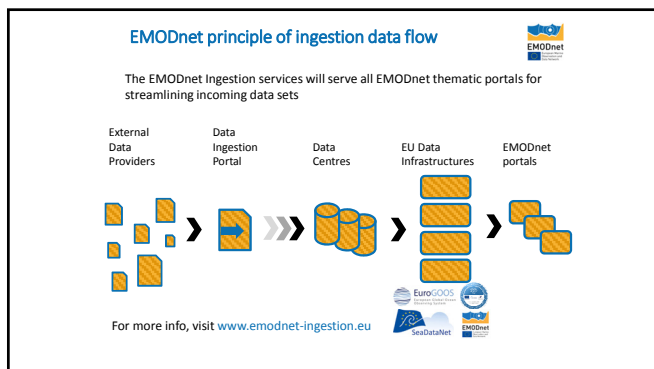 EMODnet principle of ingestion data flow
EMODnet
The EMODnet Ingestion services will serve all EMODnet thematic portals for
streamlining incoming data sets
External
Data
Providers
Data
Ingestion
Portal
Data
Centres
EU Data
Infrastructures
EMODnet
portals
EuroGOOS
SeaDataNet
EMODnet
For more info, visit www.emodnet-ingestion.eu